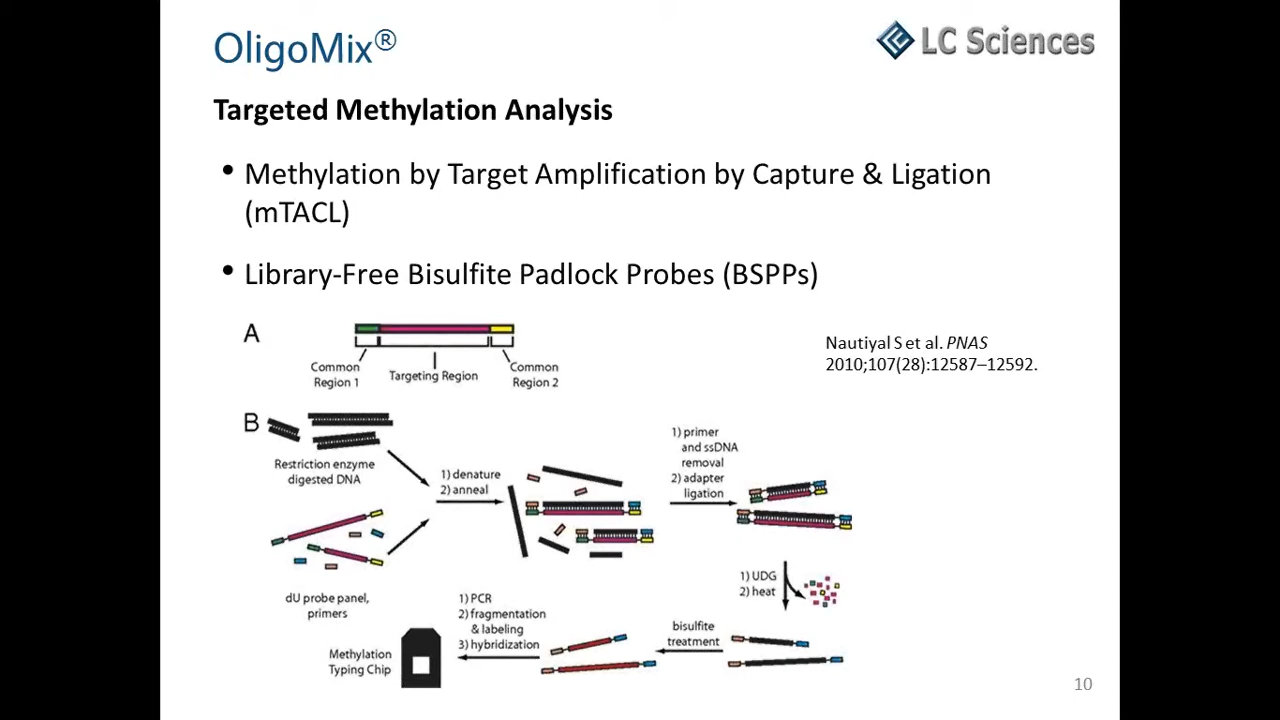 OligoMix®
LC Sciences
Targeted Methylation Analysis
• Methylation by Target Amplification by Capture & Ligation
(mTACL)
• Library-Free Bisulfite Padlock Probes (BSPPs)
A
Common
Region 1
Targeting Region
Common
Region 2
Nautiyal S et al. PNAS
2010;107(28):12587–12592.
B
Restriction enzyme
digested DNA
1) denature
2) anneal
1) primer
and ssDNA
removal
2) adapter
ligation
dU probe panel,
primers
1) UDG
2) heat
bisulfite
treatment
1) PCR
2) fragmentation
& labeling
3) hybridization
Methylation
Typing Chip
10